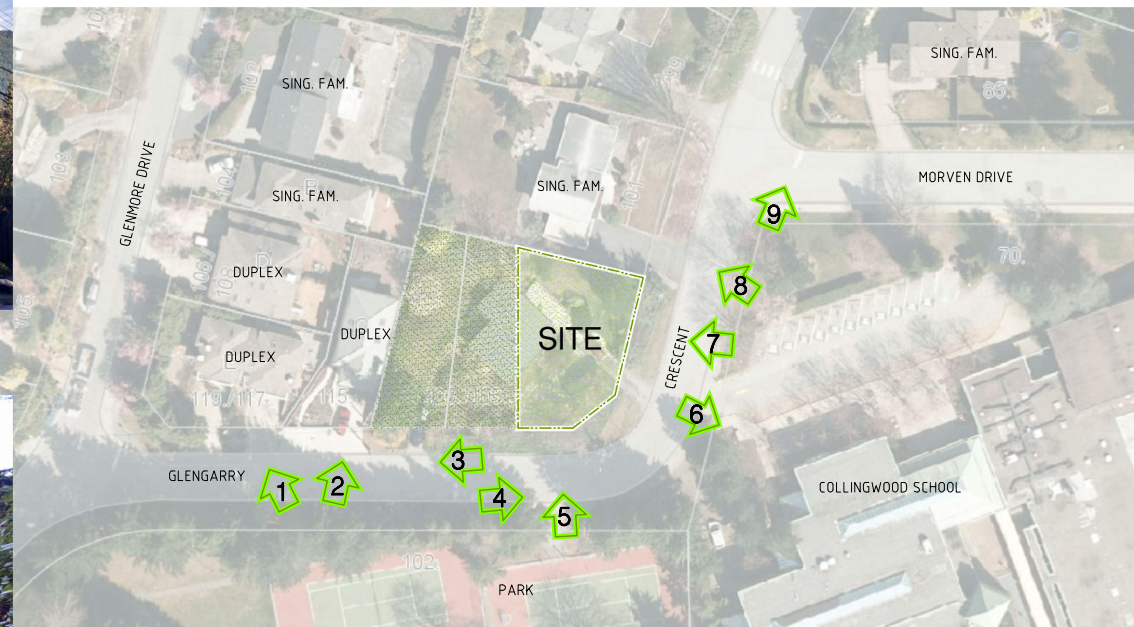 SING. FAM.
SING. FAM.
99
85.
102
103
GLENMORE DRIVE
104
SING. FAM.
SING. FAM.
101
MORVEN DRIVE
9
DUPLEX
108
70.
8
SITE
DUPLEX
DUPLEX
7
CRESCENT
119./117.
115
6
3
GLENGARRY
1
2
4
5
COLLINGWOOD SCHOOL
102
PARK